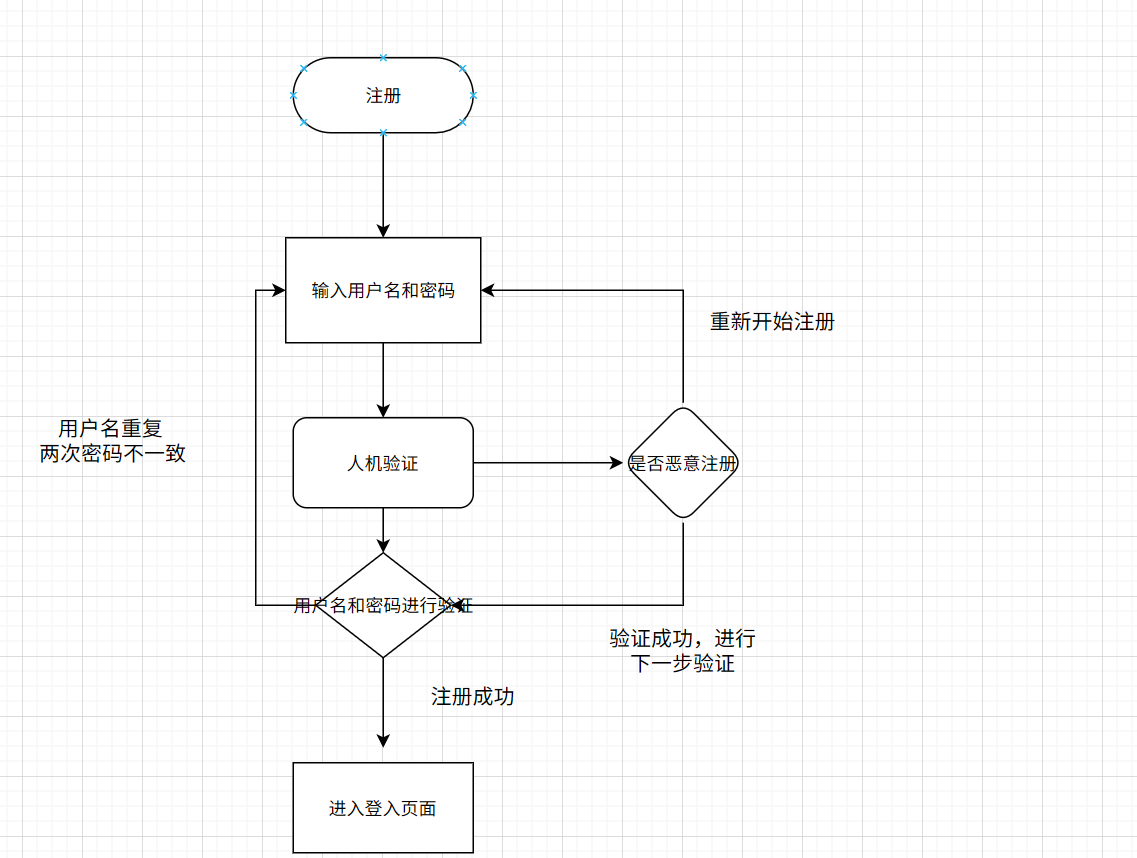 注册
输入用户名和密码
重新开始注册
用户名重复
两次密码不一致
人机验证
是否恶意注册
用户名和密码进行验证
验证成功，进行
下一步验证
注册成功
进入登入页面